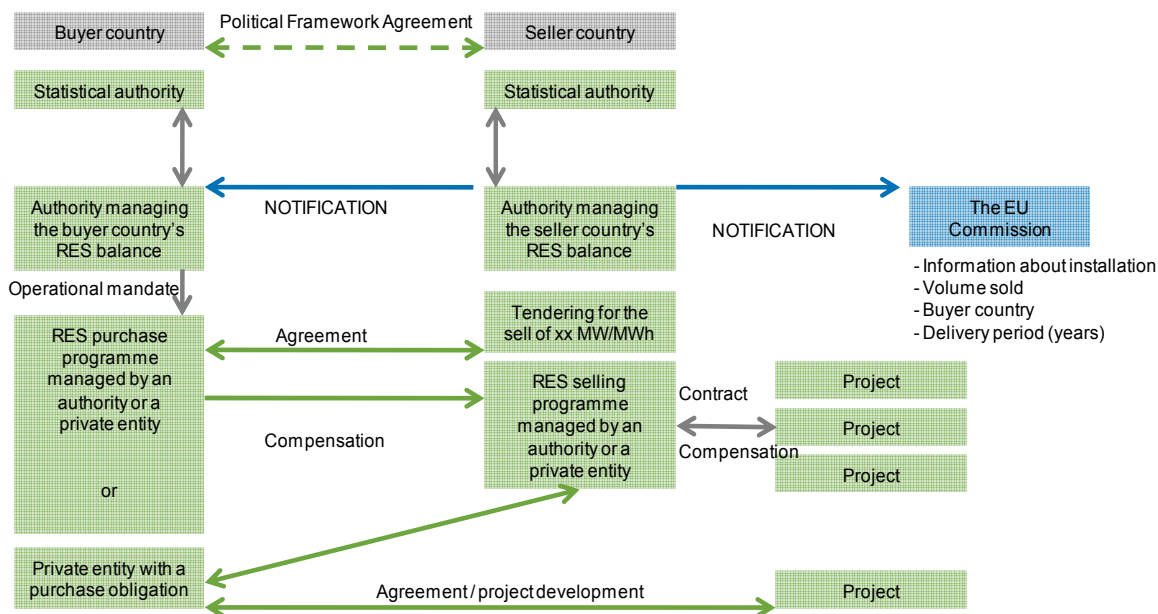 Political Framework Agreement
Buyer country
Seller country
Statistical authority
Statistical authority
NOTIFICATION
NOTIFICATION
Authority managing
the buyer country's
RES balance
Authority managing
the seller country's
RES balance
The EU
Commission
- Information about installation
- Volume sold
- Buyer country
- Delivery period (years)
Operational mandate
RES purchase
programme
managed by an
authority or a
private entity
or
Agreement
Tendering for the
sell of xx MW/MWh
Compensation
RES selling
programme
managed by an
authority or a
private entity
Contract
Compensation
Project
Project
Project
Private entity with a
purchase obligation
Agreement / project development
Project